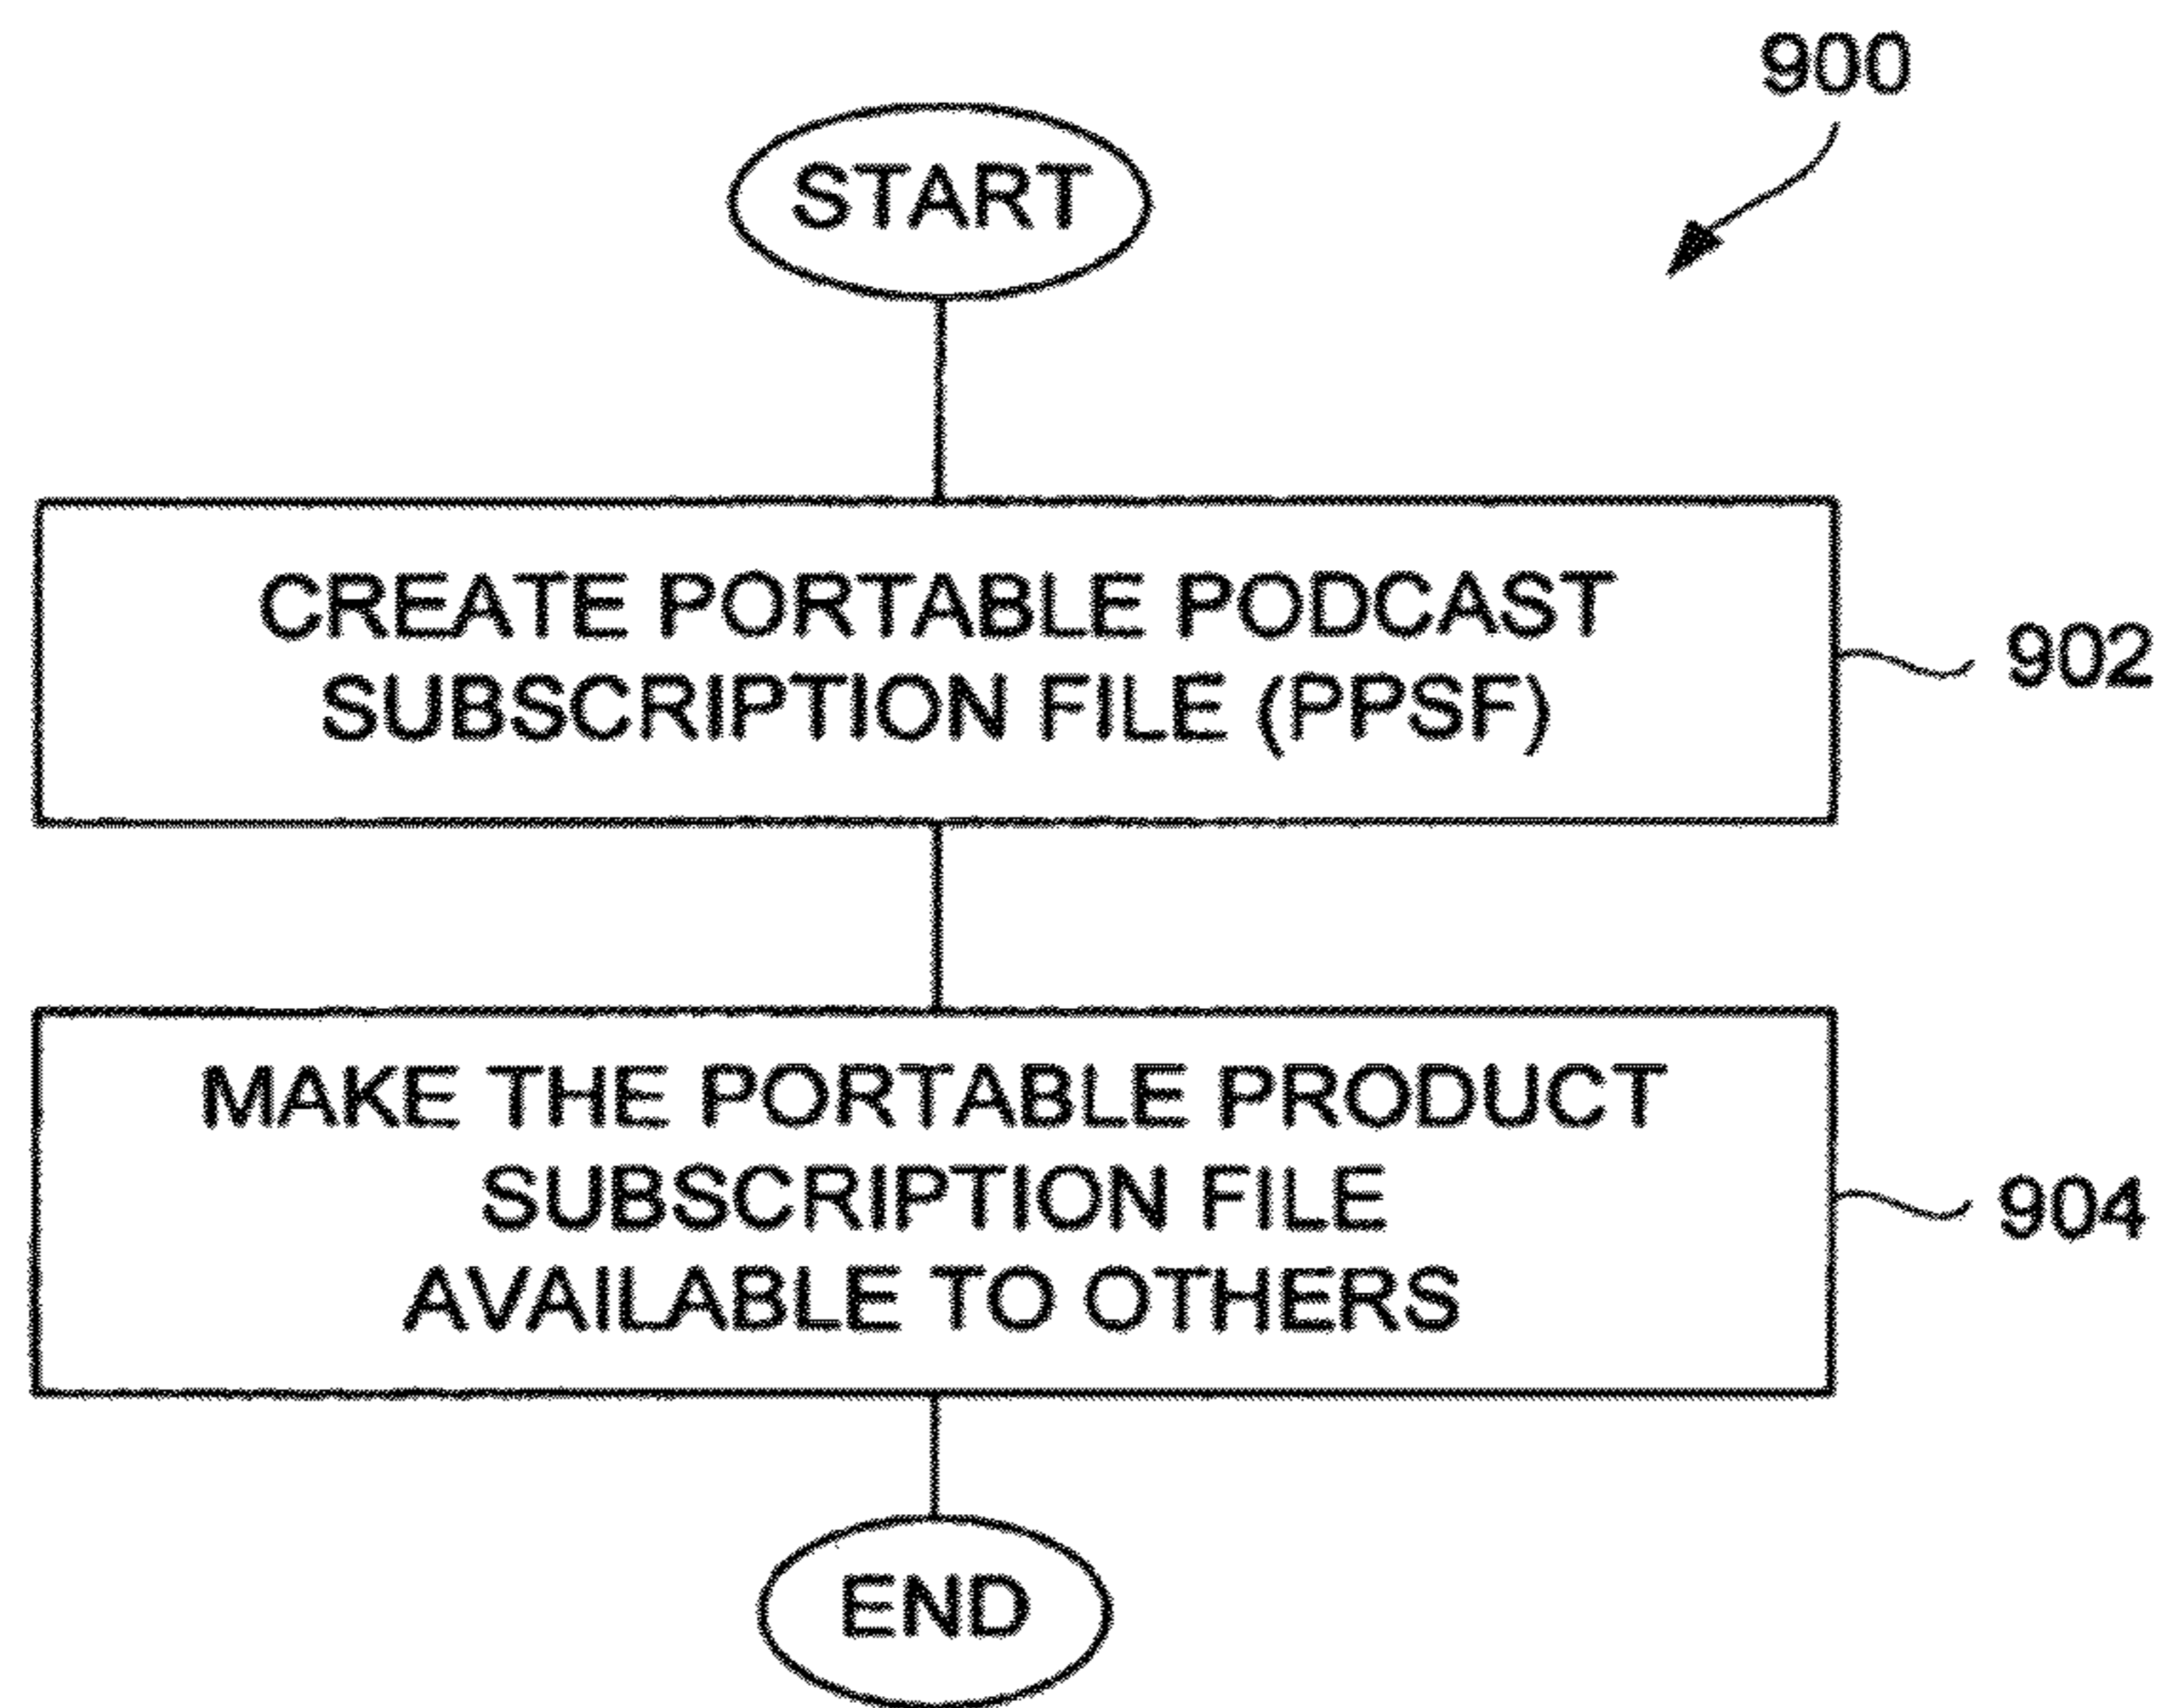 900
START
CREATE PORTABLE PODCAST
SUBSCRIPTION FILE (PPSF)
902
MAKE THE PORTABLE PRODUCT
SUBSCRIPTION FILE
AVAILABLE TO OTHERS
904
END